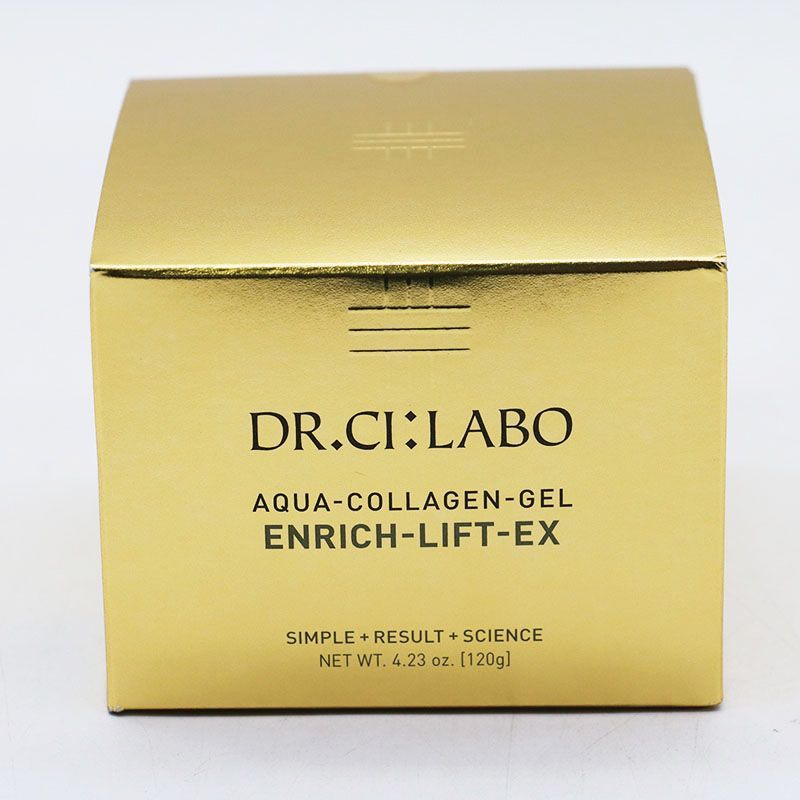 DR.CI:LABO
AQUA-COLLAGEN-GEL
ENRICH-LIFT-EX
SIMPLE + RESULT + SCIENCE
NET WT. 4.23 oz. [120g]